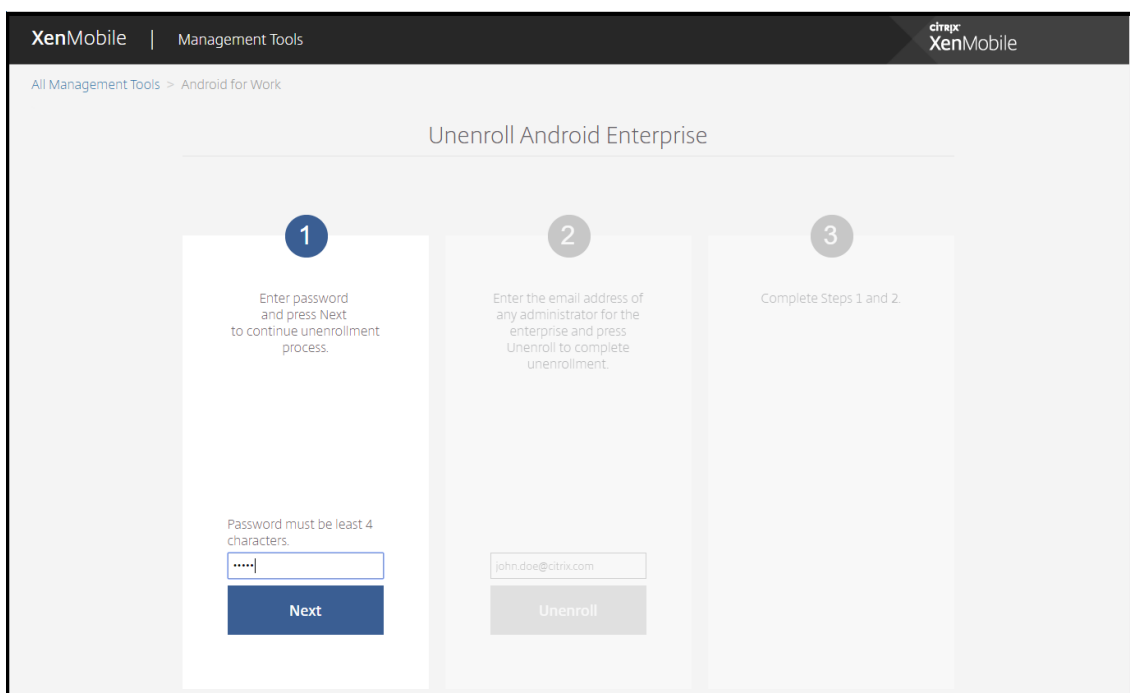 XenMobile | Management Tools
citrix
XenMobile
All Management Tools > Android for Work
Unenroll Android Enterprise
1
Enter password
and press Next
to continue unenrollment
process.
Password must be least 4
characters.
•••••
Next
2
Enter the email address of
any administrator for the
enterprise and press
Unenroll to complete
unenrollment.
john.doe@citrix.com
Unenroll
3
Complete Steps 1 and 2.